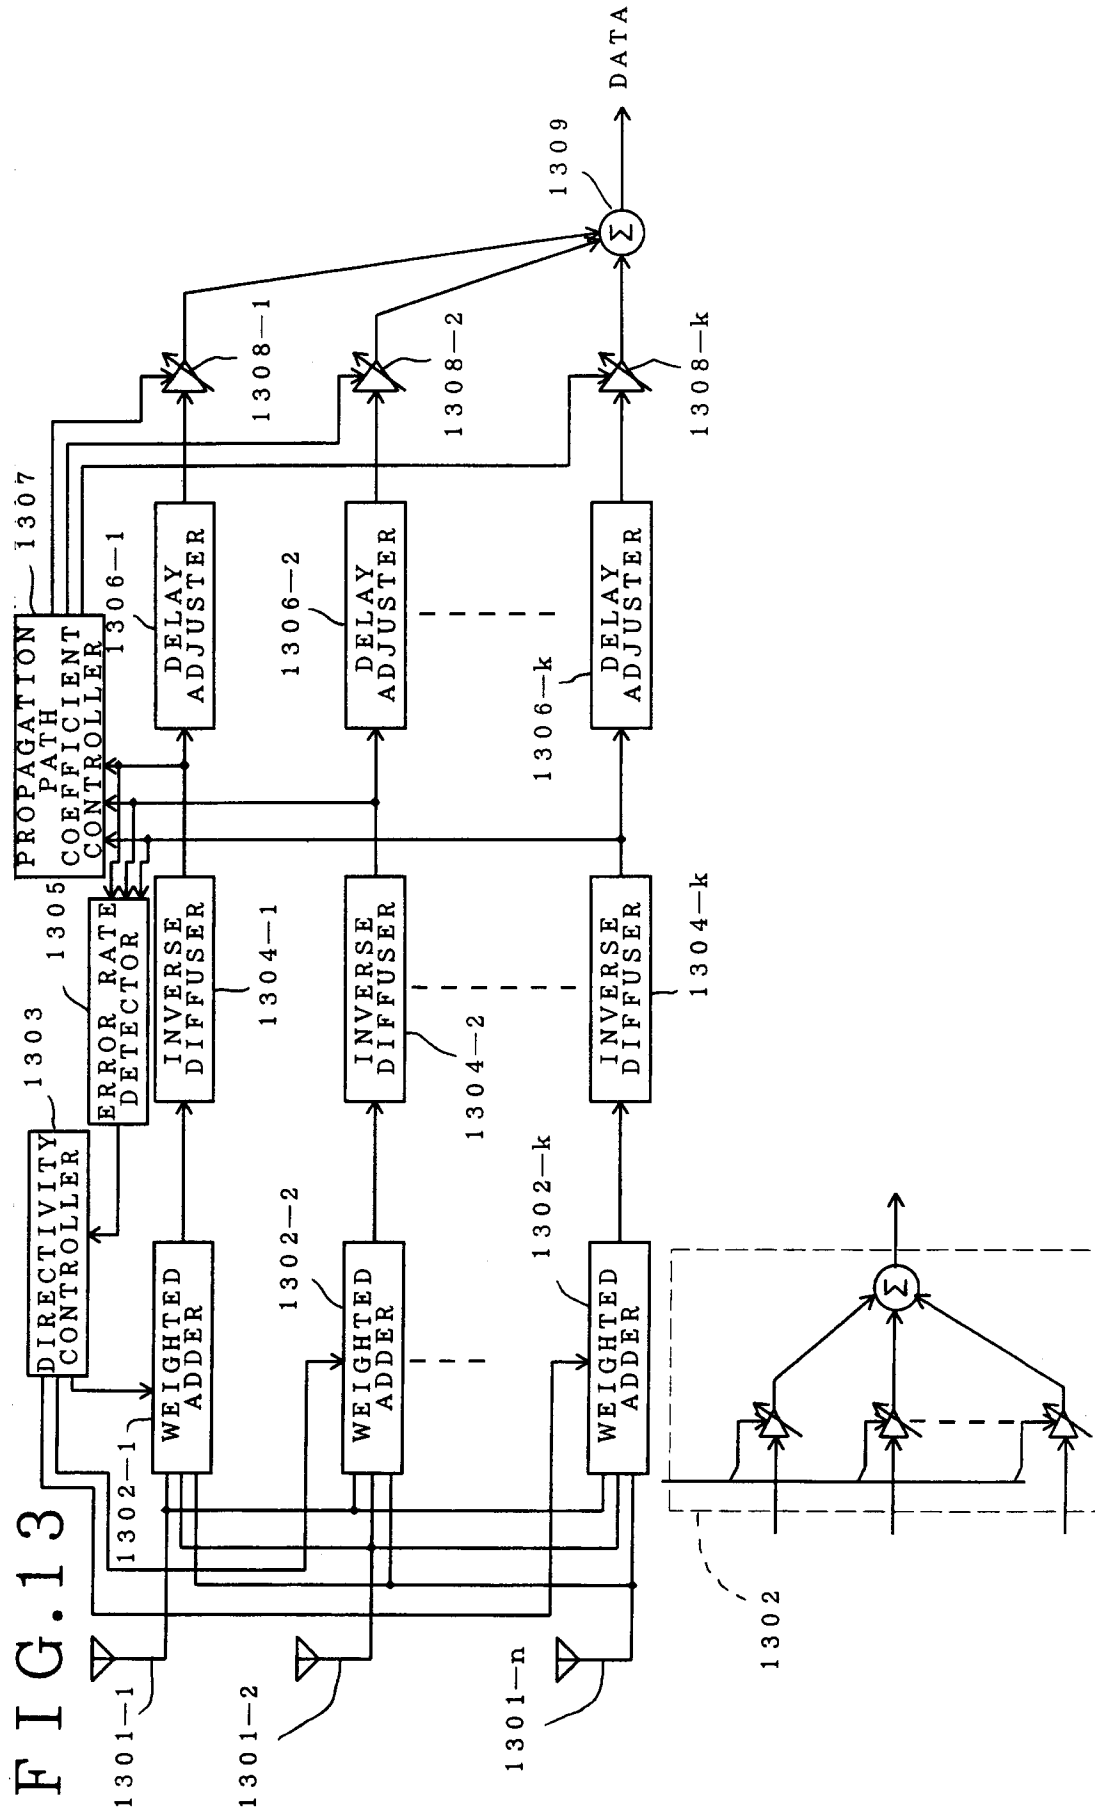 FIG.13
DIRECTIVITY
CONTROLLER
1303
ERROR RATE
DETECTOR
1305
PROPAGATION
PATH
COEFFICIENT
CONTROLLER
1307
1301—1
1302—1
WEIGHTED
ADDER
INVERSE
DIFFUSER
1304—1
DELAY
ADJUSTER
1306—1
1308—1
1301—2
WEIGHTED
ADDER
1302—2
INVERSE
DIFFUSER
1304—2
DELAY
ADJUSTER
1306—2
1308—2
1301—n
WEIGHTED
ADDER
1302—k
INVERSE
DIFFUSER
1304—k
DELAY
ADJUSTER
1306—k
1308—k
Σ
1309
DATA
1302
Σ